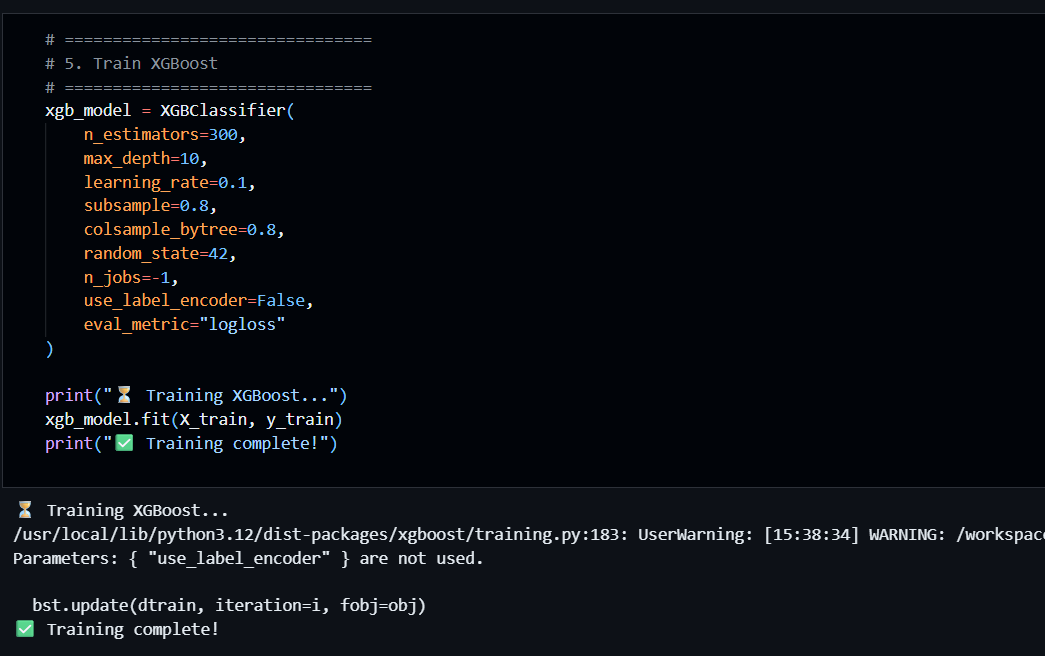 # ================================
# 5. Train XGBoost
# ================================
xgb_model = XGBClassifier(
    n_estimators=300,
    max_depth=10,
    learning_rate=0.1,
    subsample=0.8,
    colsample_bytree=0.8,
    random_state=42,
    n_jobs=-1,
    use_label_encoder=False,
    eval_metric="logloss"
)
print("⏳ Training XGBoost...")
xgb_model.fit(X_train, y_train)
print("✅ Training complete!")
⏳ Training XGBoost...
/usr/local/lib/python3.12/dist-packages/xgboost/training.py:183: UserWarning: [15:38:34] WARNING: /workspac
Parameters: { "use_label_encoder" } are not used.
  bst.update(dtrain, iteration=i, fobj=obj)
✅ Training complete!